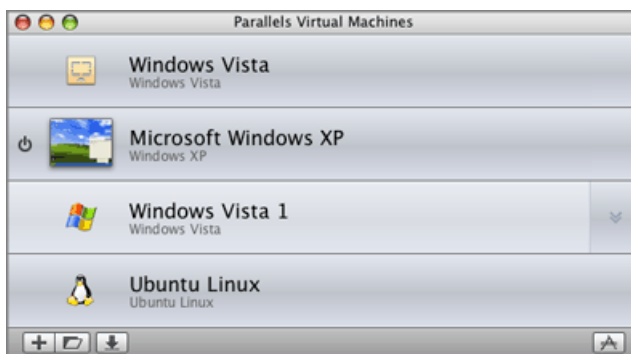 Parallels Virtual Machines
Windows Vista
Windows Vista
Microsoft Windows XP
Windows XP
Windows Vista 1
Windows Vista
Ubuntu Linux
Ubuntu Linux